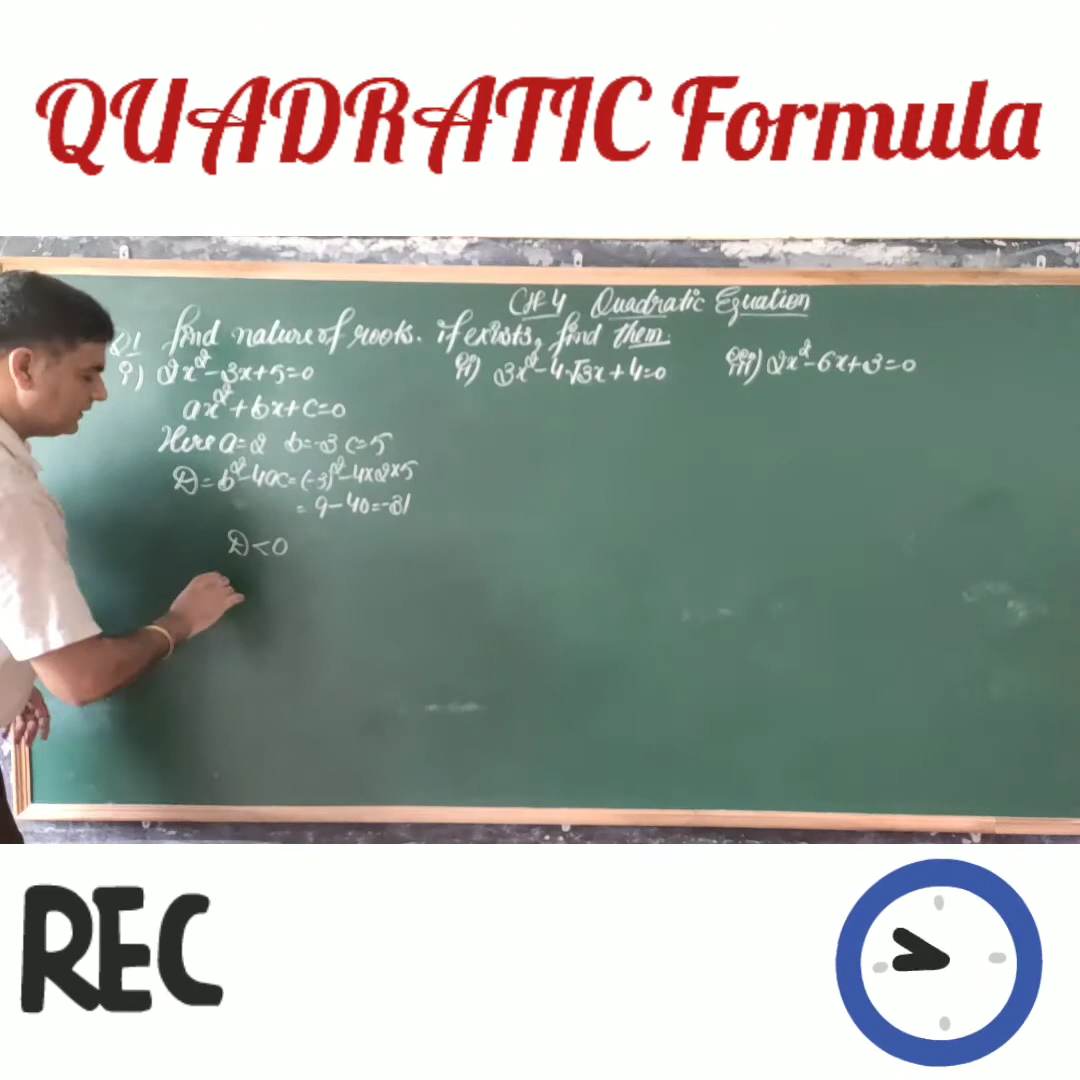 QUADRATIC Formula
CH 4 Quadratic Equation
Q1 find nature of roots. if exists, find them.
i) 2x²-3x+5=0 ii) 3x²-4√3x+4=0 iii) 2x²-6x+3=0
ax²+bx+c=0
Here a=2 b=-3 c=5
D=b²-4ac=(-3)²-4×2×5
=9-40=-31
D<0
REC